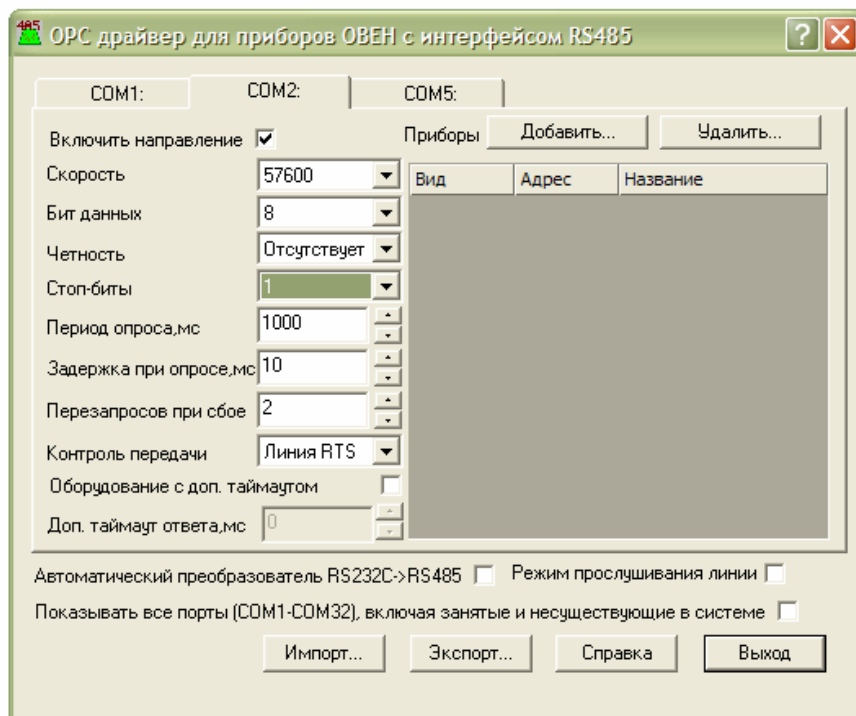 485 ОРС драйвер для приборов ОВЕН с интерфейсом RS485 ?
COM1: COM2: COM5:
Включить направление Приборы Добавить... Удалить...
Скорость 57600 Вид Адрес Название
Бит данных 8
Четность Отсутствует
Стоп-биты 1
Период опроса,мс 1000
Задержка при опросе,мс 10
Перезапросов при сбое 2
Контроль передачи Линия RTS
Оборудование с доп. таймаутом
Доп. таймаут ответа,мс 0
Автоматический преобразователь RS232C->RS485 Режим прослушивания линии
Показывать все порты (COM1-COM32), включая занятые и несуществующие в системе
Импорт... Экспорт... Справка Выход